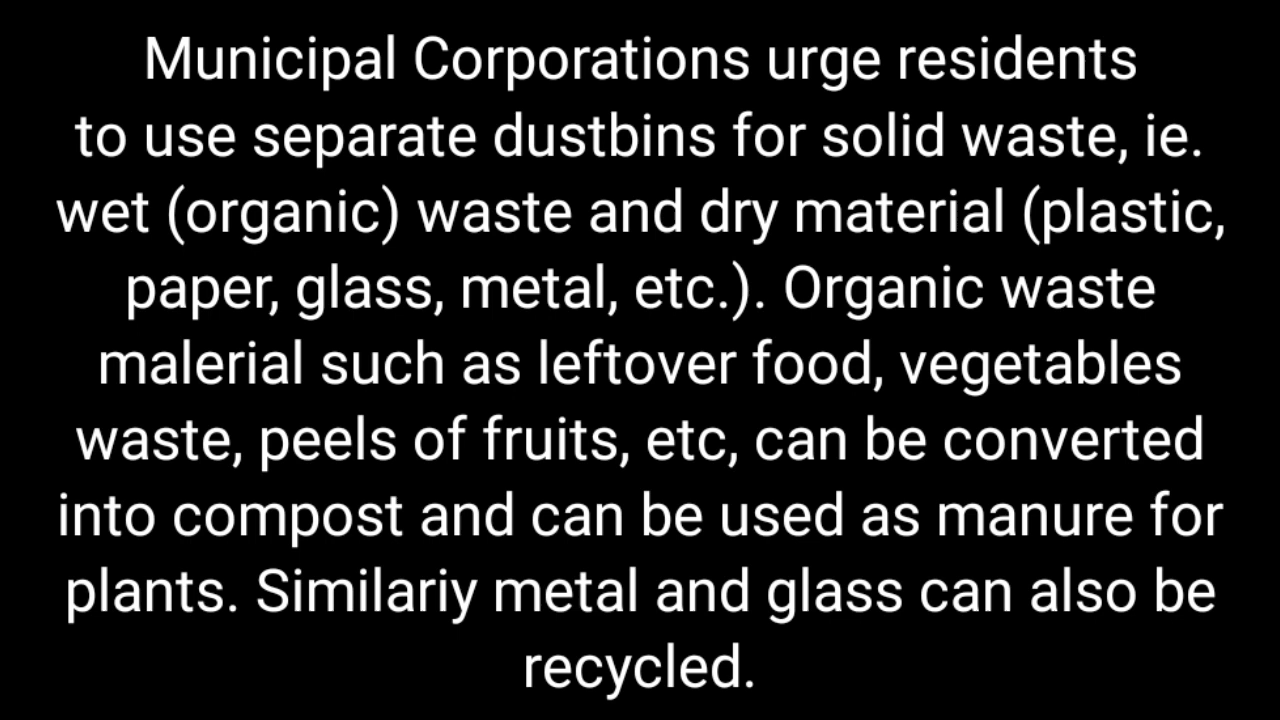 Municipal Corporations urge residents
to use separate dustbins for solid waste, ie.
wet (organic) waste and dry material (plastic,
paper, glass, metal, etc.). Organic waste
malerial such as leftover food, vegetables
waste, peels of fruits, etc, can be converted
into compost and can be used as manure for
plants. Similariy metal and glass can also be
recycled.